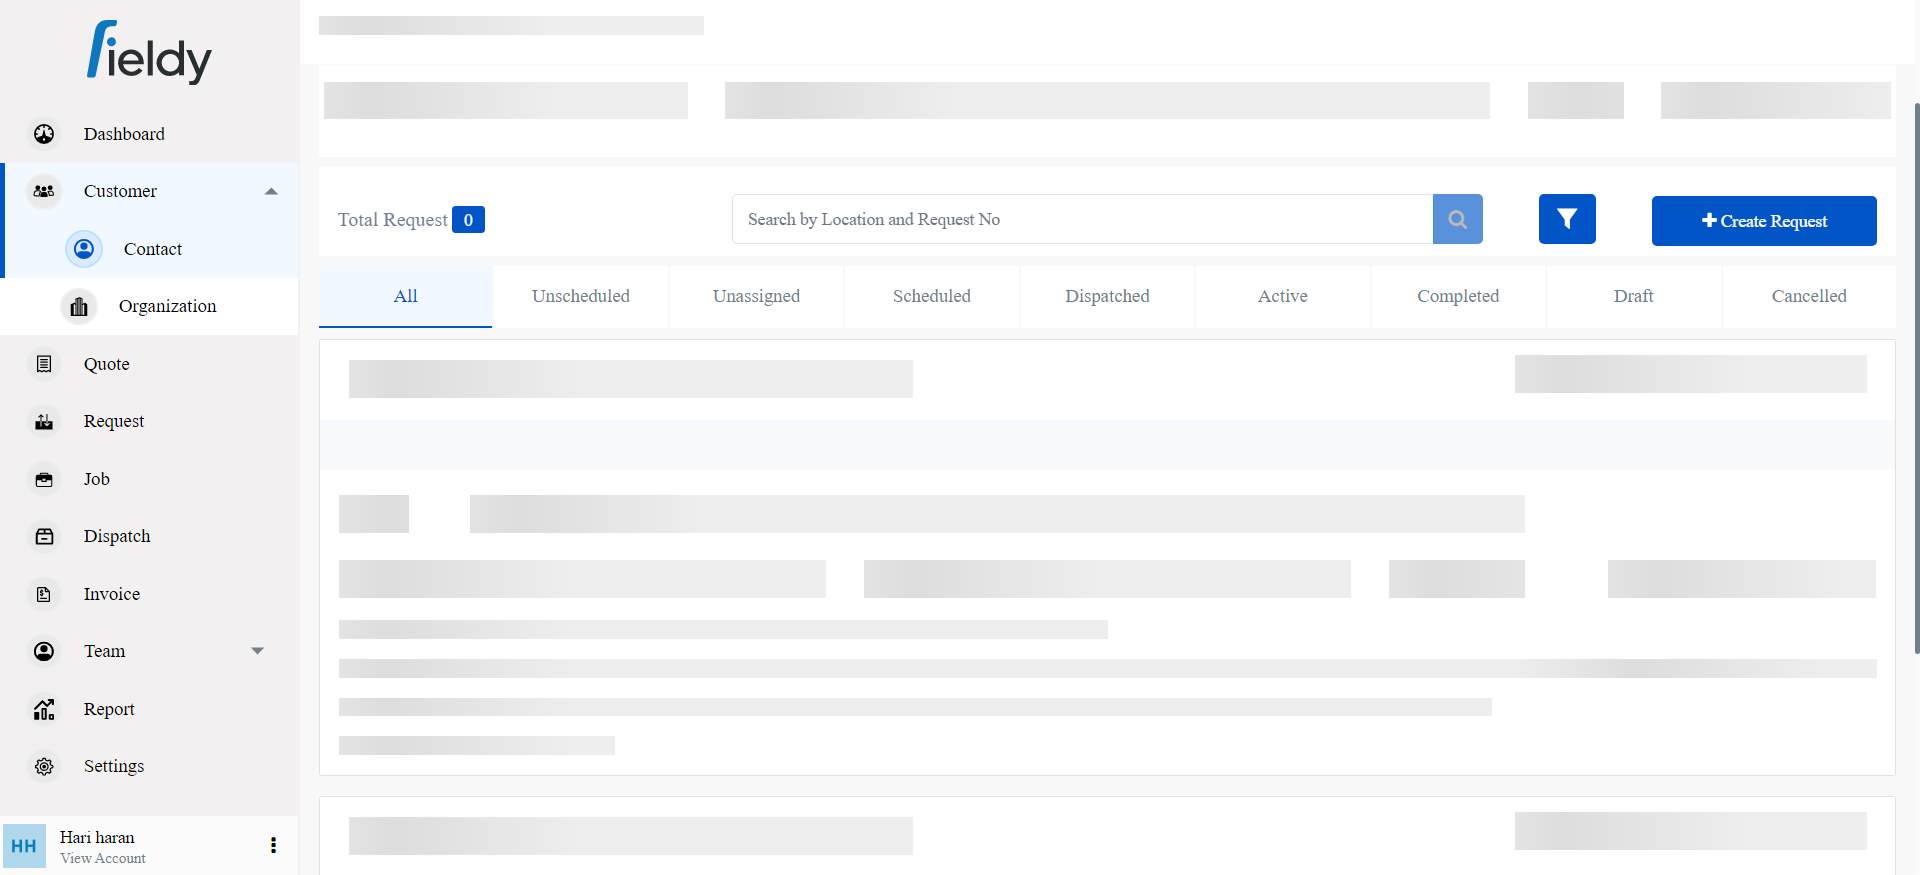 fieldy
Dashboard
Customer
Contact
Organization
Quote
Request
Job
Dispatch
Invoice
Team
Report
Settings
HH
Hari haran
View Account
Total Request 0
Search by Location and Request No
Create Request
All Unscheduled Unassigned Scheduled Dispatched Active Completed Draft Cancelled